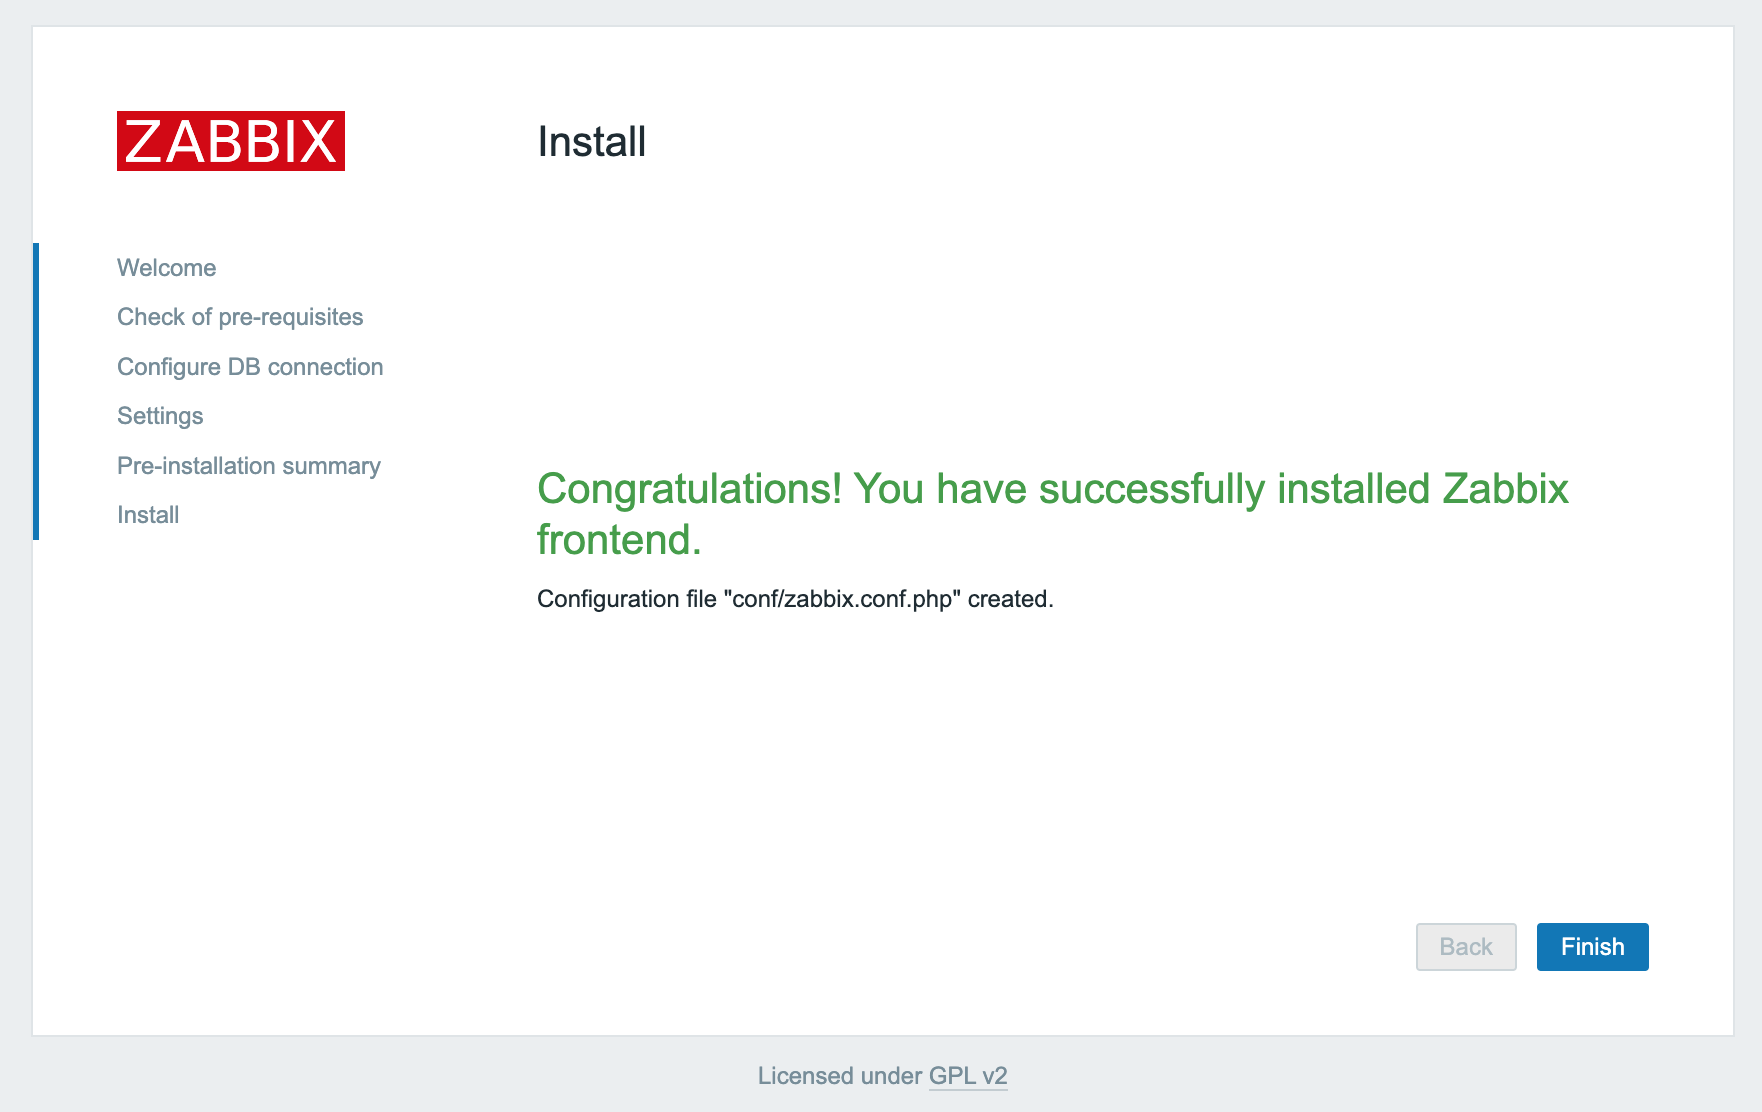 ZABBIX
Install
Welcome
Check of pre-requisites
Configure DB connection
Settings
Pre-installation summary
Install
Congratulations! You have successfully installed Zabbix
frontend.
Configuration file "conf/zabbix.conf.php" created.
Back
Finish
Licensed under GPL v2